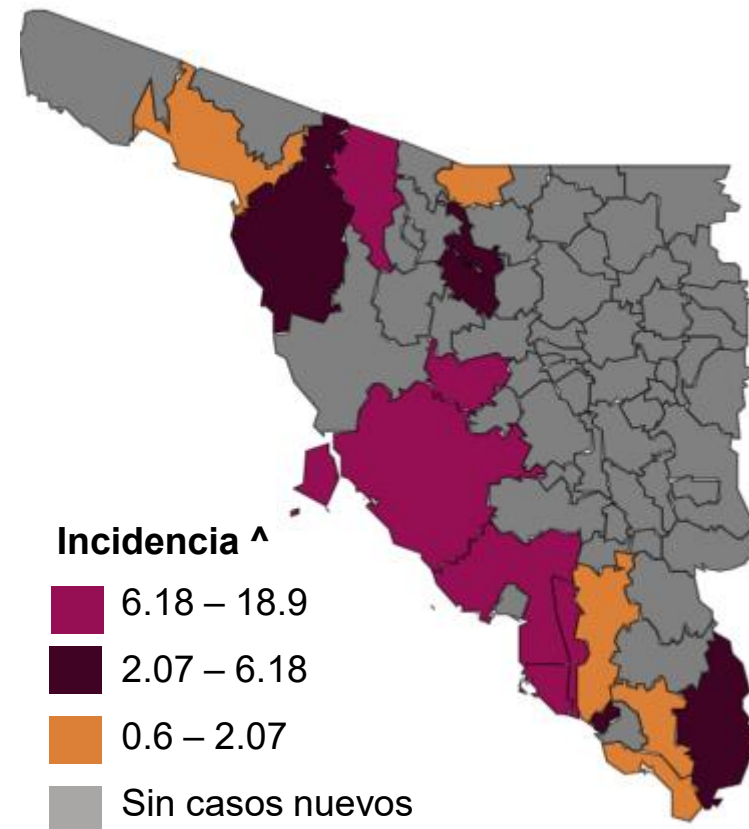 Incidencia ^
6.18 – 18.9
2.07 – 6.18
0.6 – 2.07
Sin casos nuevos